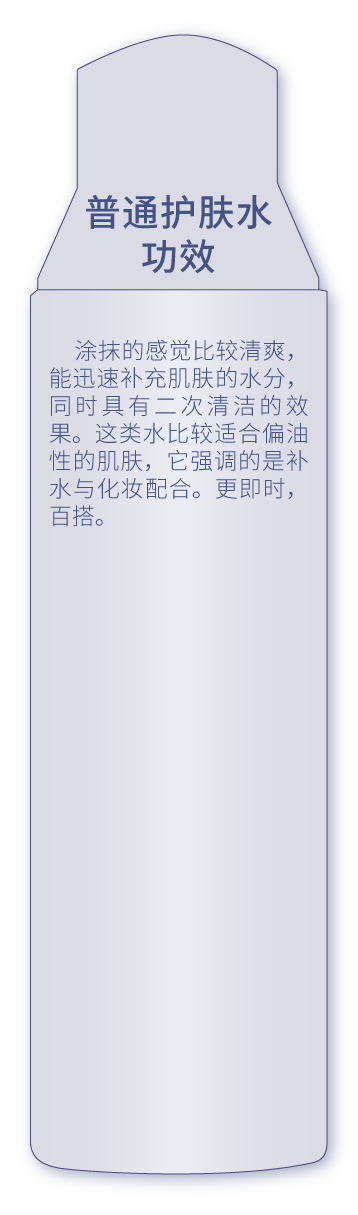 普通护肤水
功效
涂抹的感觉比较清爽，
能迅速补充肌肤的水分，
同时具有二次清洁的效
果。这类水比较适合偏油
性的肌肤，它强调的是补
水与化妆配合。更即时，
百搭。